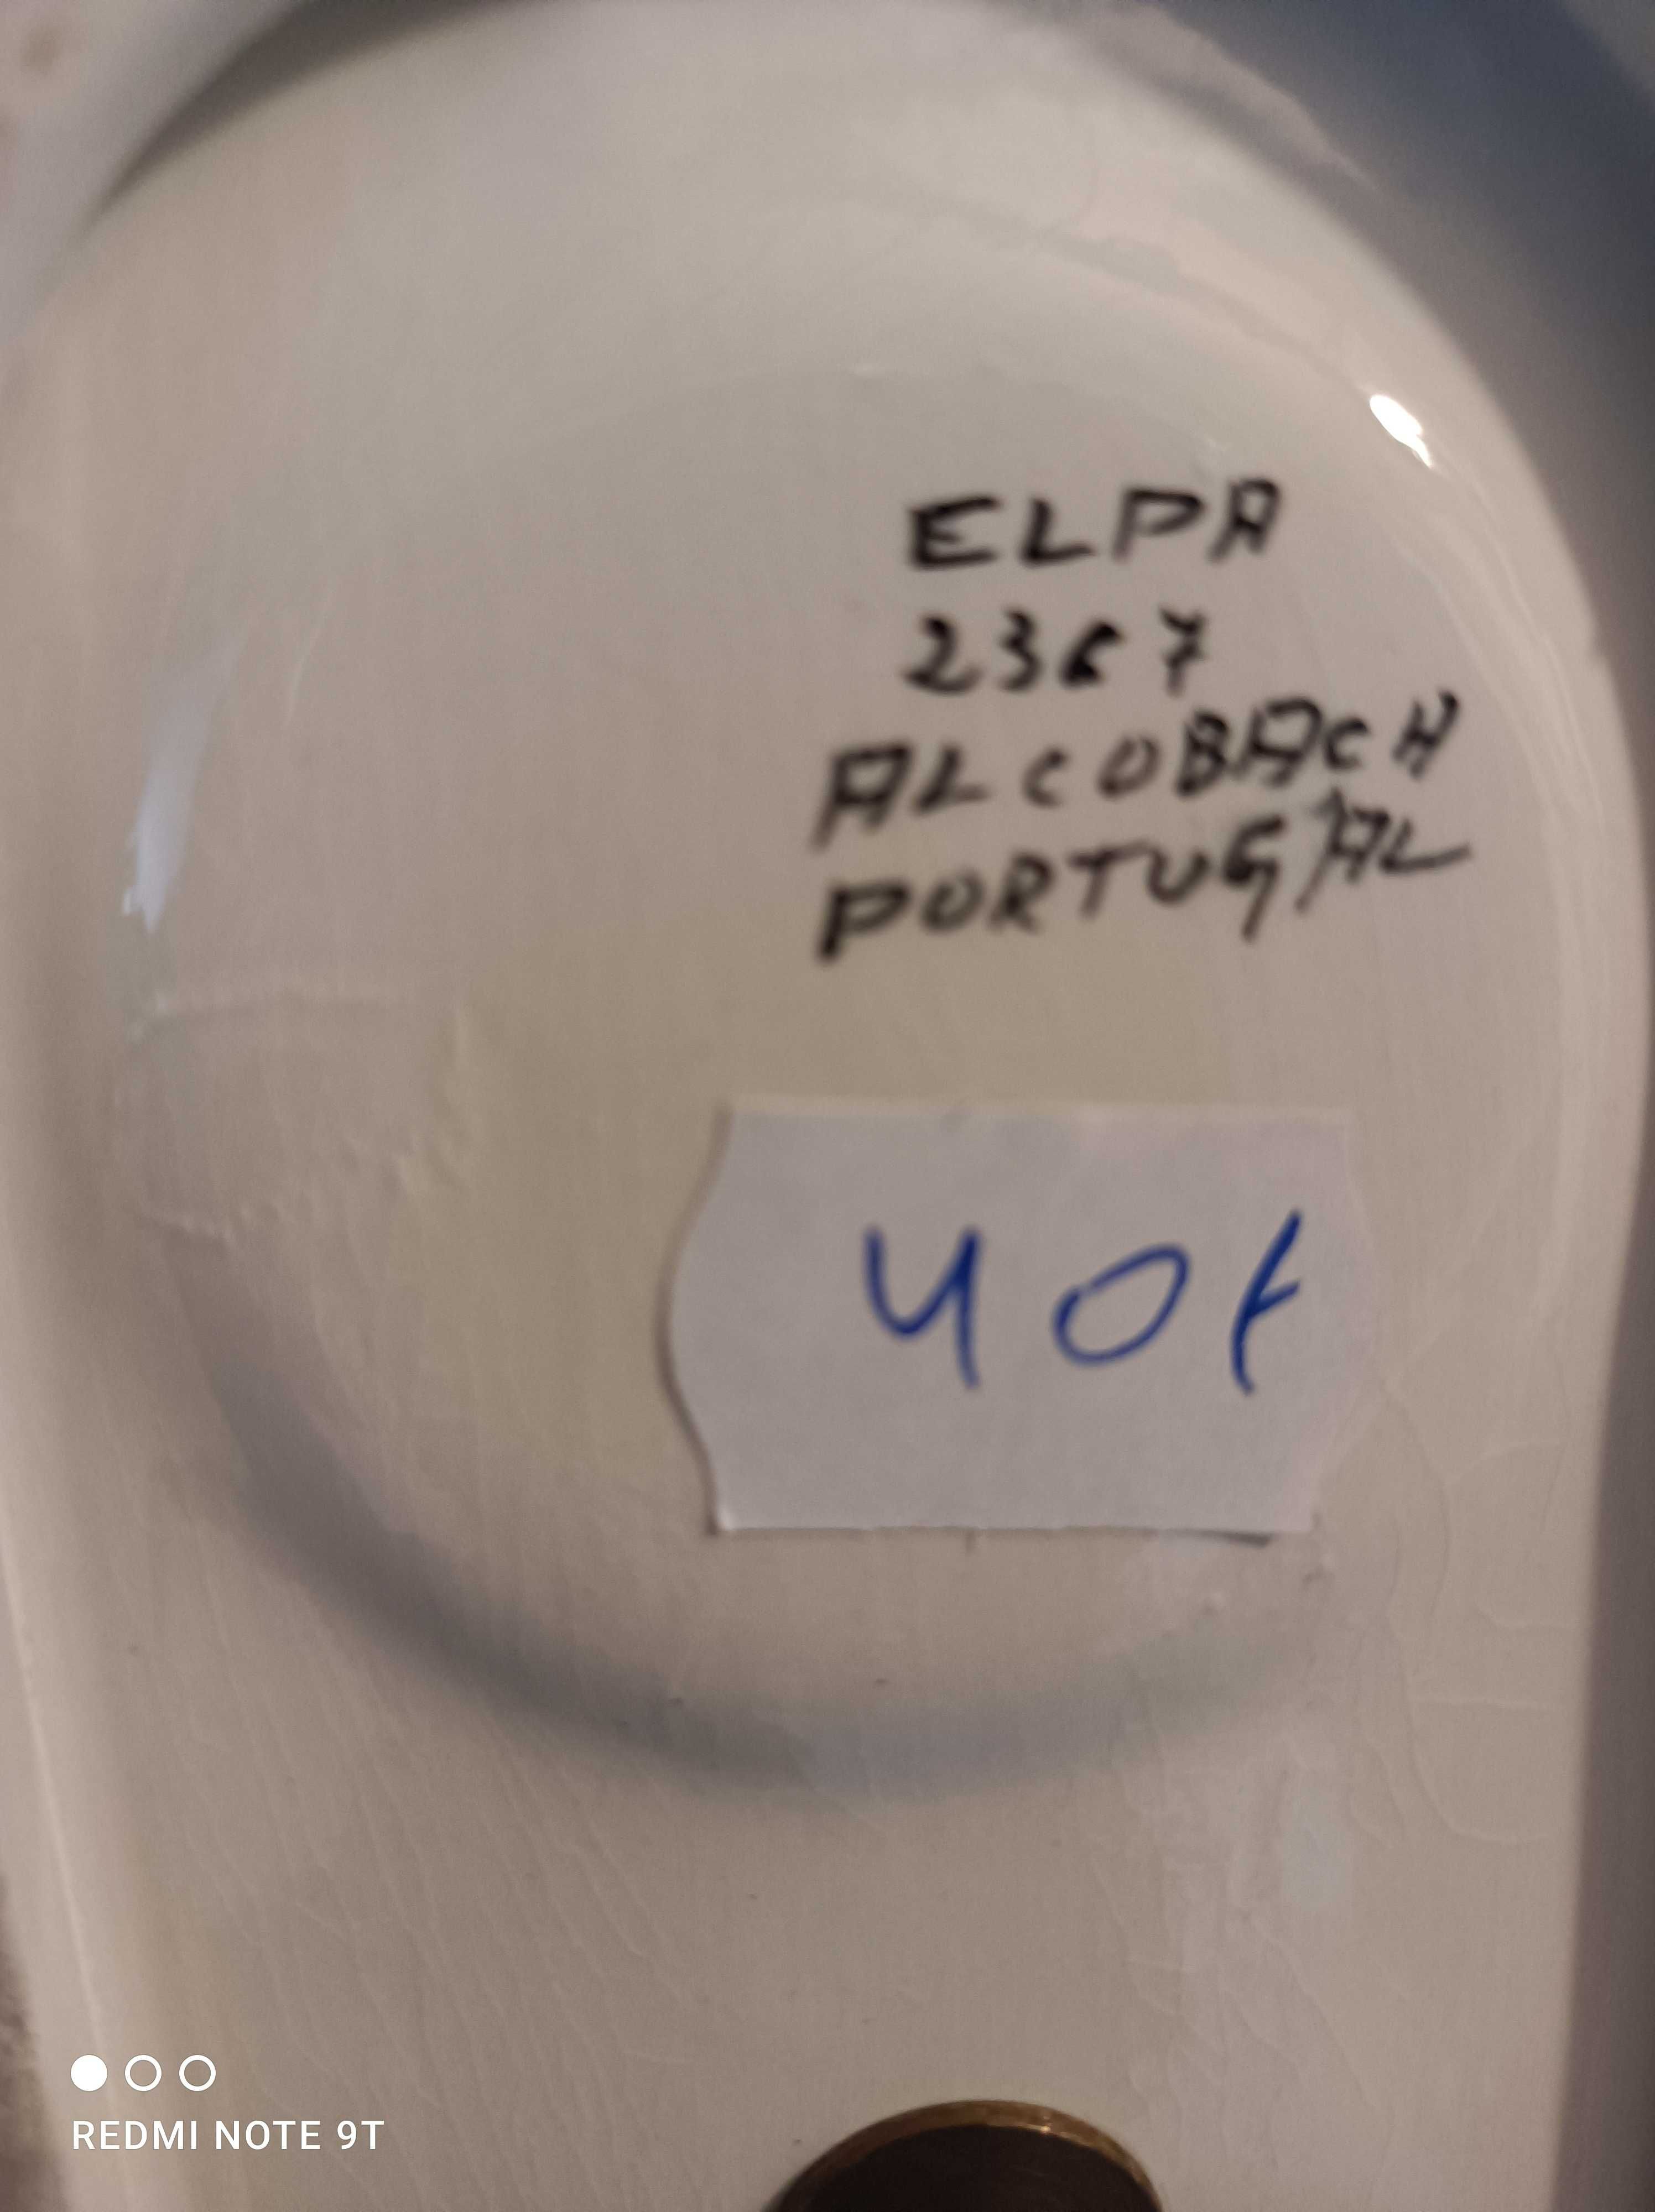 ELPA
2367
ALCOBACA
PORTUGAL
40€
REDMI NOTE 9T